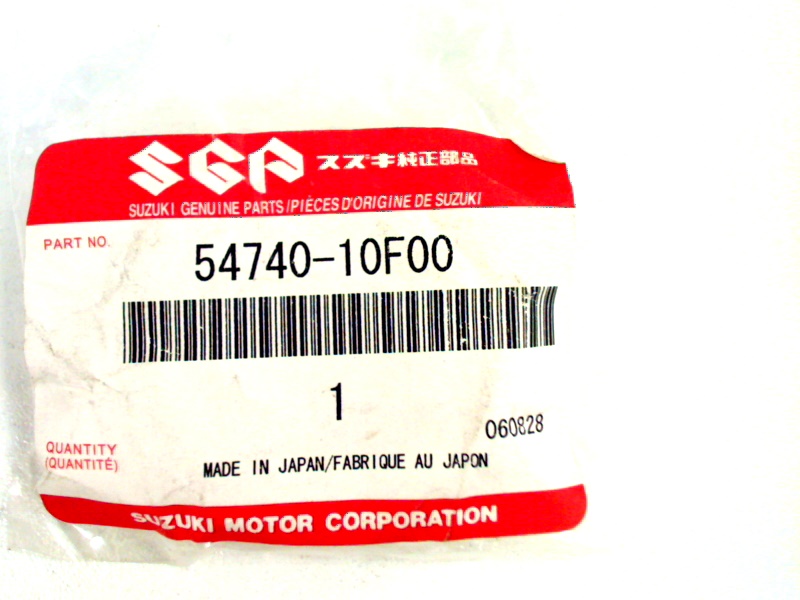 SGP スズキ純正部品
SUZUKI GENUINE PARTS/PIÈCES D'ORIGINE DE SUZUKI
PART NO.
54740-10F00
1
060828
QUANTITY
(QUANTITÉ)
MADE IN JAPAN/FABRIQUE AU JAPON
SUZUKI MOTOR CORPORATION